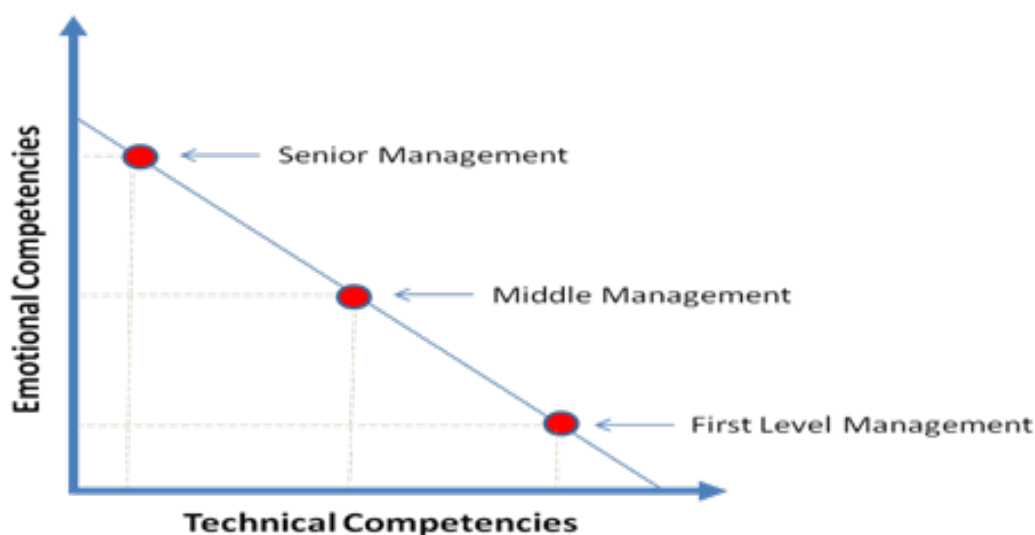 Emotional Competencies
Senior Management
Middle Management
First Level Management
Technical Competencies